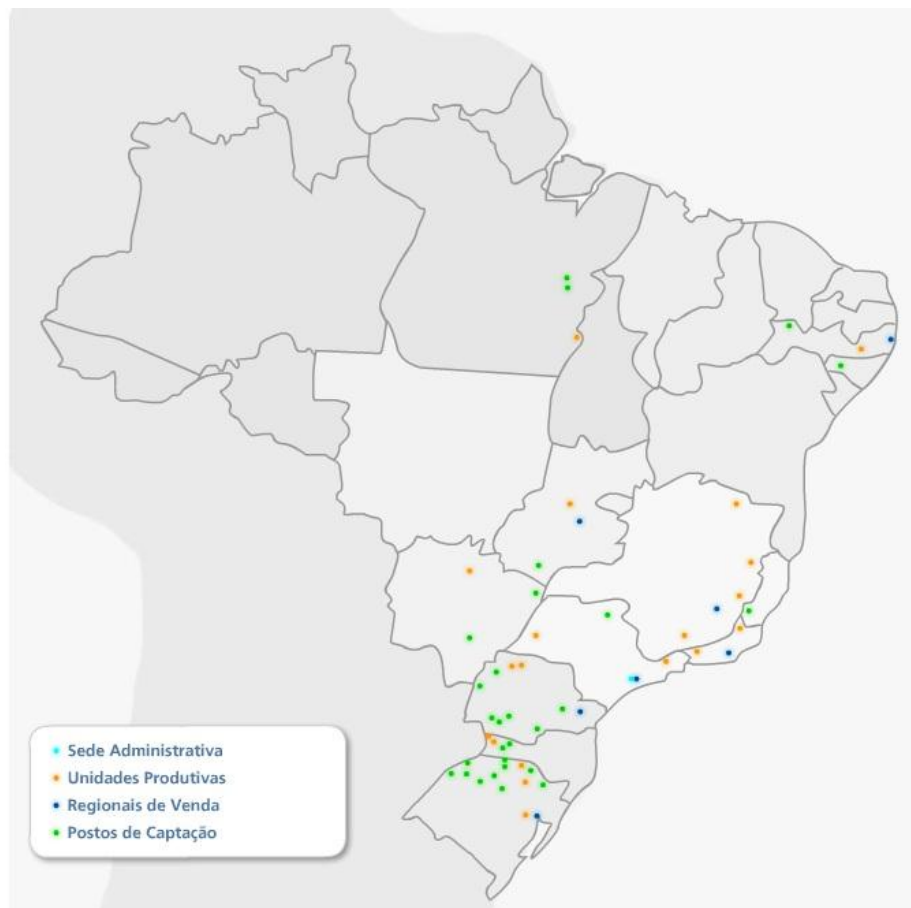 Sede Administrativa
Unidades Produtivas
Regionais de Venda
Postos de Captação